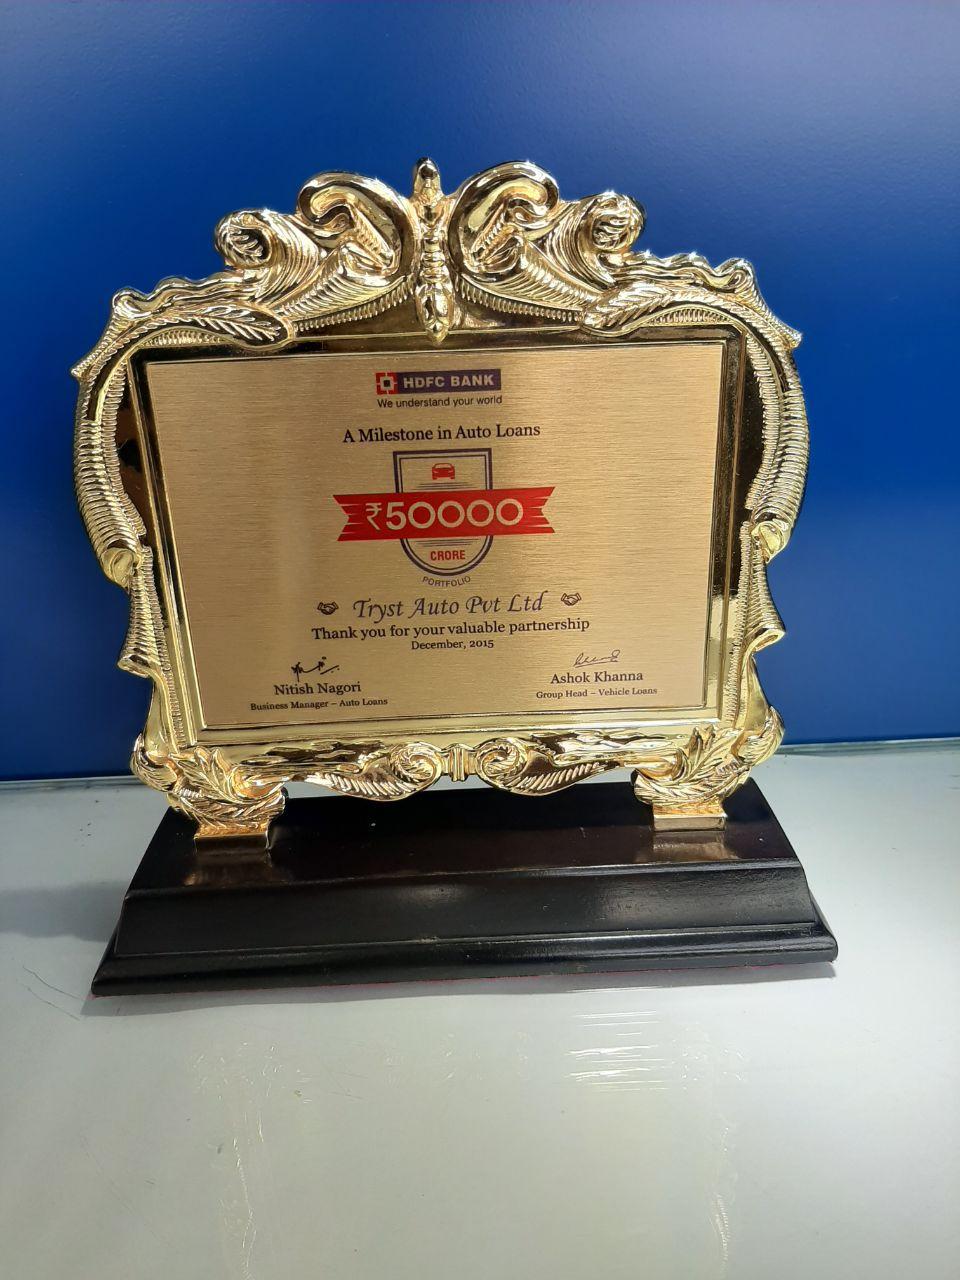 HDFC BANK
We understand your world
A Milestone in Auto Loans
₹50000
CRORE
PORTFOLIO
Tryst Auto Pvt Ltd
Thank you for your valuable partnership
December, 2015
Nitish Nagori
Business Manager – Auto Loans
Ashok Khanna
Group Head – Vehicle Loans